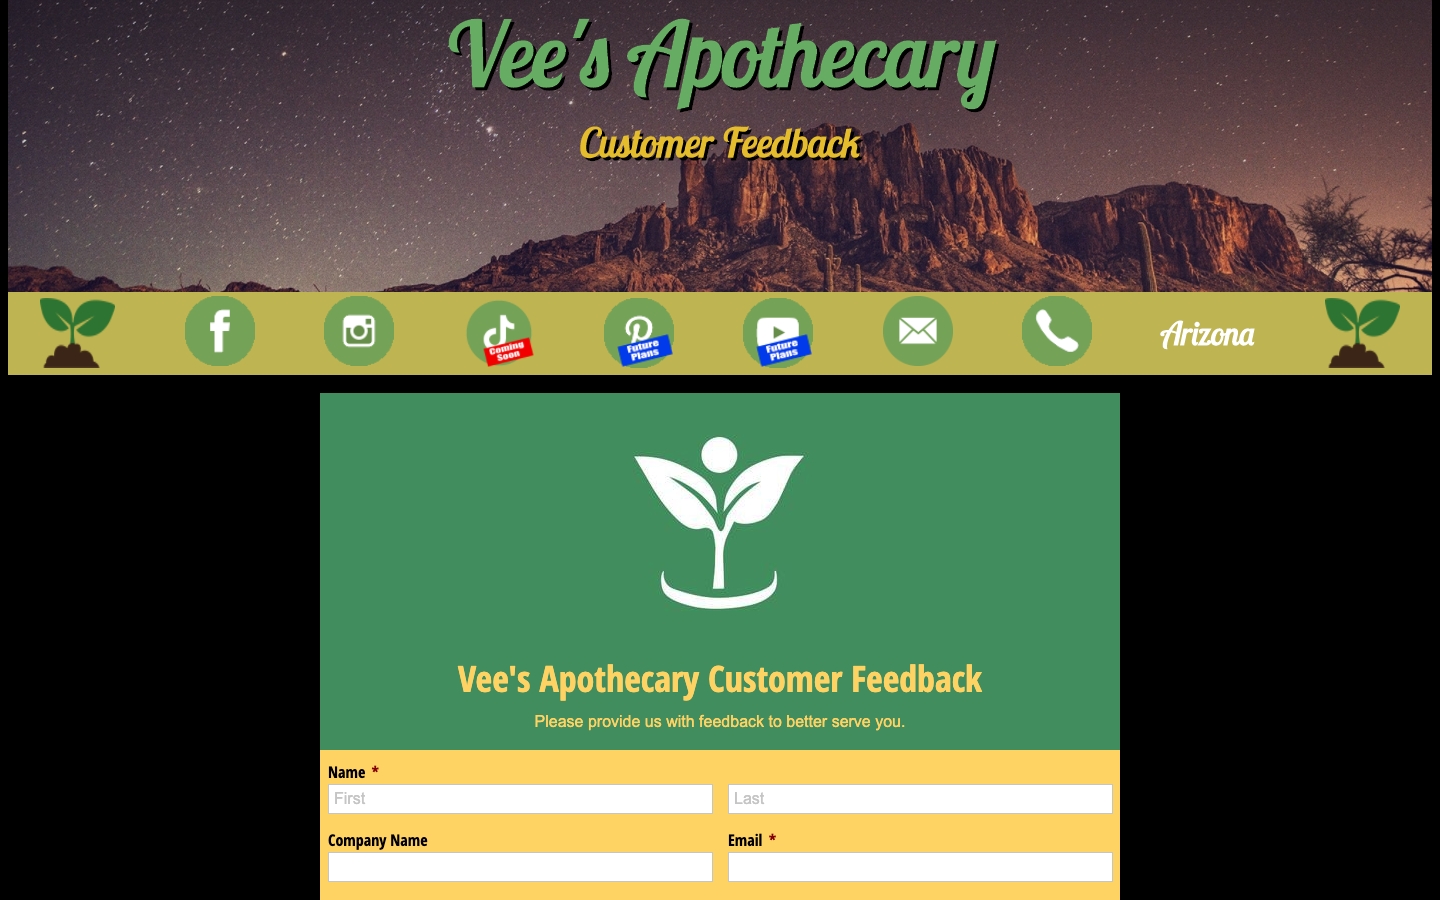 Vee's Apothecary
Customer Feedback
Coming
Soon
Future
Plans
Future
Plans
Arizona
Vee's Apothecary Customer Feedback
Please provide us with feedback to better serve you.
Name *
First
Last
Company Name
Email *